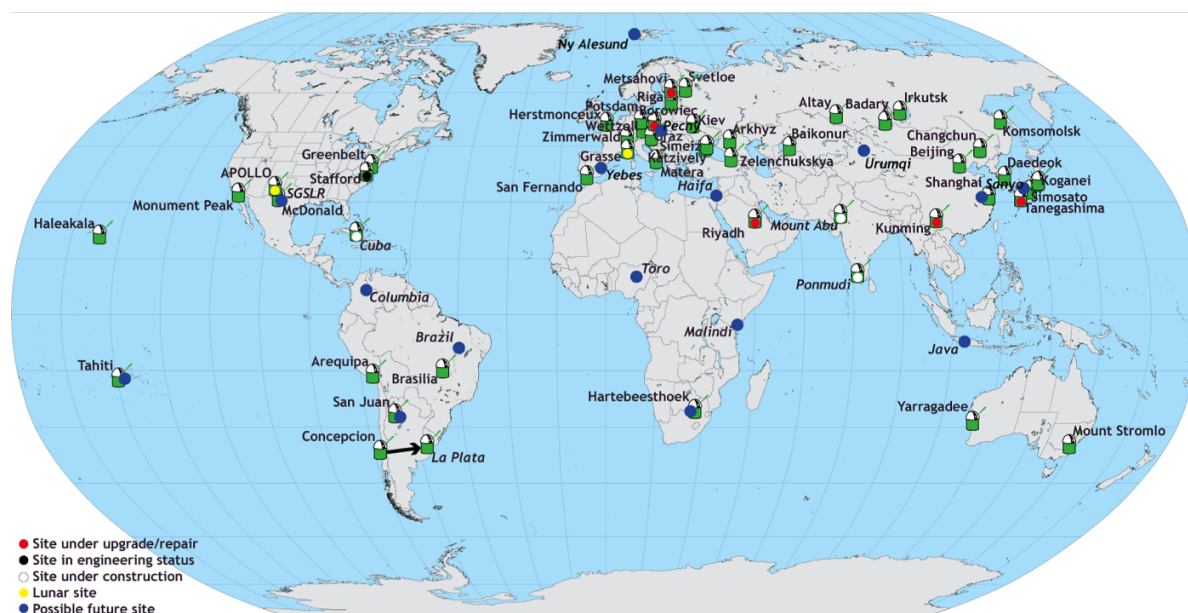 Ny Alesund
Metsahovi
Svetloe
Riga
Potsdam
Herstmonceux
Borowiec
Wettzell
Kiev
Pechy
Zimmerwald
Graz
Simeiz
Arkhyz
Grasse
Katzively
Zelenchukskya
Matera
Yebes
San Fernando
Haifa
Altay
Badary
Irkutsk
Baikonur
Komsomolsk
Changchun
Beijing
Urumqi
Daedeok
Shanghai
Sanya
Koganei
Simosato
Tanegashima
Greenbelt
Stafford
APOLLO
SGSLR
Monument Peak
McDonald
Haleakala
Cuba
Riyadh
Mount Abu
Kunming
Toro
Ponmudi
Columbia
Malindi
Java
Brazil
Tahiti
Arequipa
Brasilia
Hartebeesthoek
San Juan
Yarragadee
Concepcion
La Plata
Mount Stromlo
Site under upgrade/repair
Site in engineering status
Site under construction
Lunar site
Possible future site